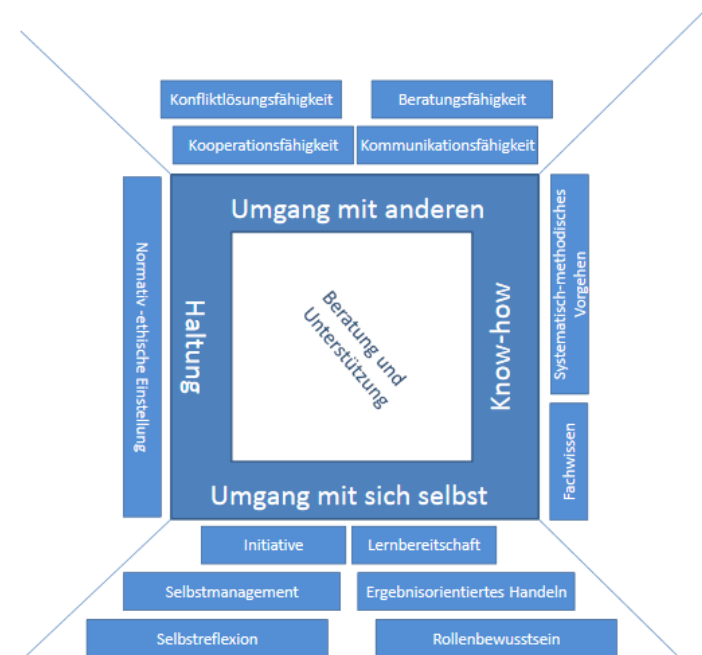 Konfliktlösungsfähigkeit
Beratungsfähigkeit
Kooperationsfähigkeit
Kommunikationsfähigkeit
Umgang mit anderen
Normativ -ethische Einstellung
Haltung
Beratung und
Unterstützung
Know-how
Systematisch-methodisches
Vorgehen
Fachwissen
Umgang mit sich selbst
Initiative
Lernbereitschaft
Selbstmanagement
Ergebnisorientiertes Handeln
Selbstreflexion
Rollenbewusstsein